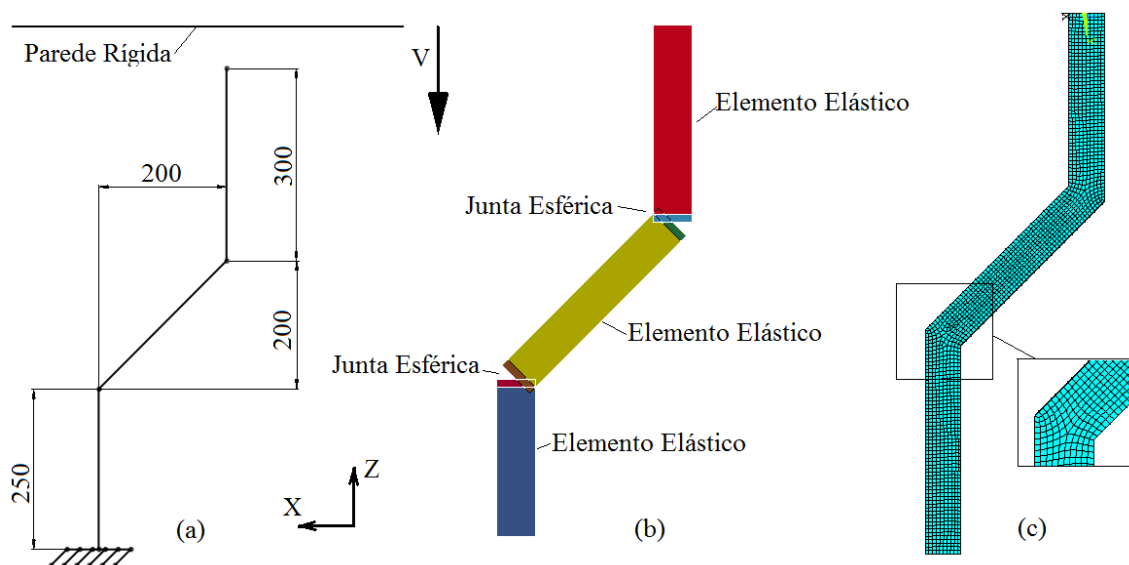 Parede Rígida
V
200
300
200
250
X
Z
(a)
Elemento Elástico
Junta Esférica
Elemento Elástico
Junta Esférica
Elemento Elástico
(b)
(c)